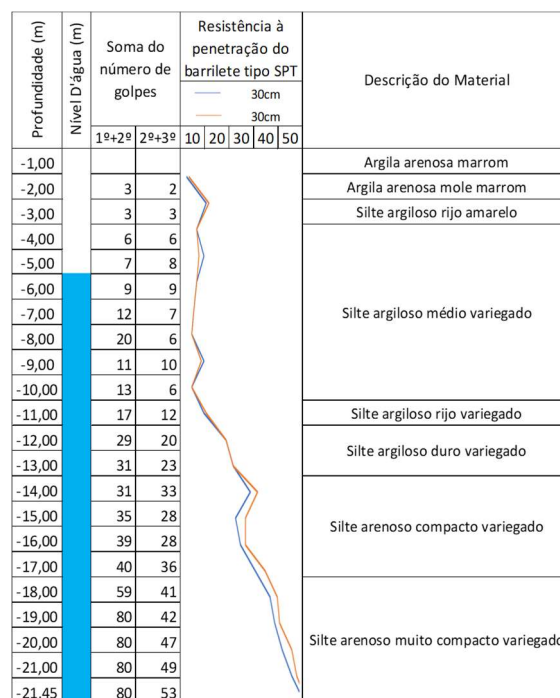 Profundidade (m)
Nível D'água (m)
Soma do
número de
golpes
1º+2º 2º+3º
Resistência à
penetração do
barrilete tipo SPT
30cm
30cm
10 20 30 40 50
Descrição do Material
-1,00 Argila arenosa marrom
-2,00 3 2 Argila arenosa mole marrom
-3,00 3 3 Silte argiloso rijo amarelo
-4,00 6 6
-5,00 7 8
-6,00 9 9
-7,00 12 7 Silte argiloso médio variegado
-8,00 20 6
-9,00 11 10
-10,00 13 6
-11,00 17 12 Silte argiloso rijo variegado
-12,00 29 20
Silte argiloso duro variegado
-13,00 31 23
-14,00 31 33
-15,00 35 28
Silte arenoso compacto variegado
-16,00 39 28
-17,00 40 36
-18,00 59 41
-19,00 80 42
-20,00 80 47 Silte arenoso muito compacto variegado
-21,00 80 49
-21,45 80 53